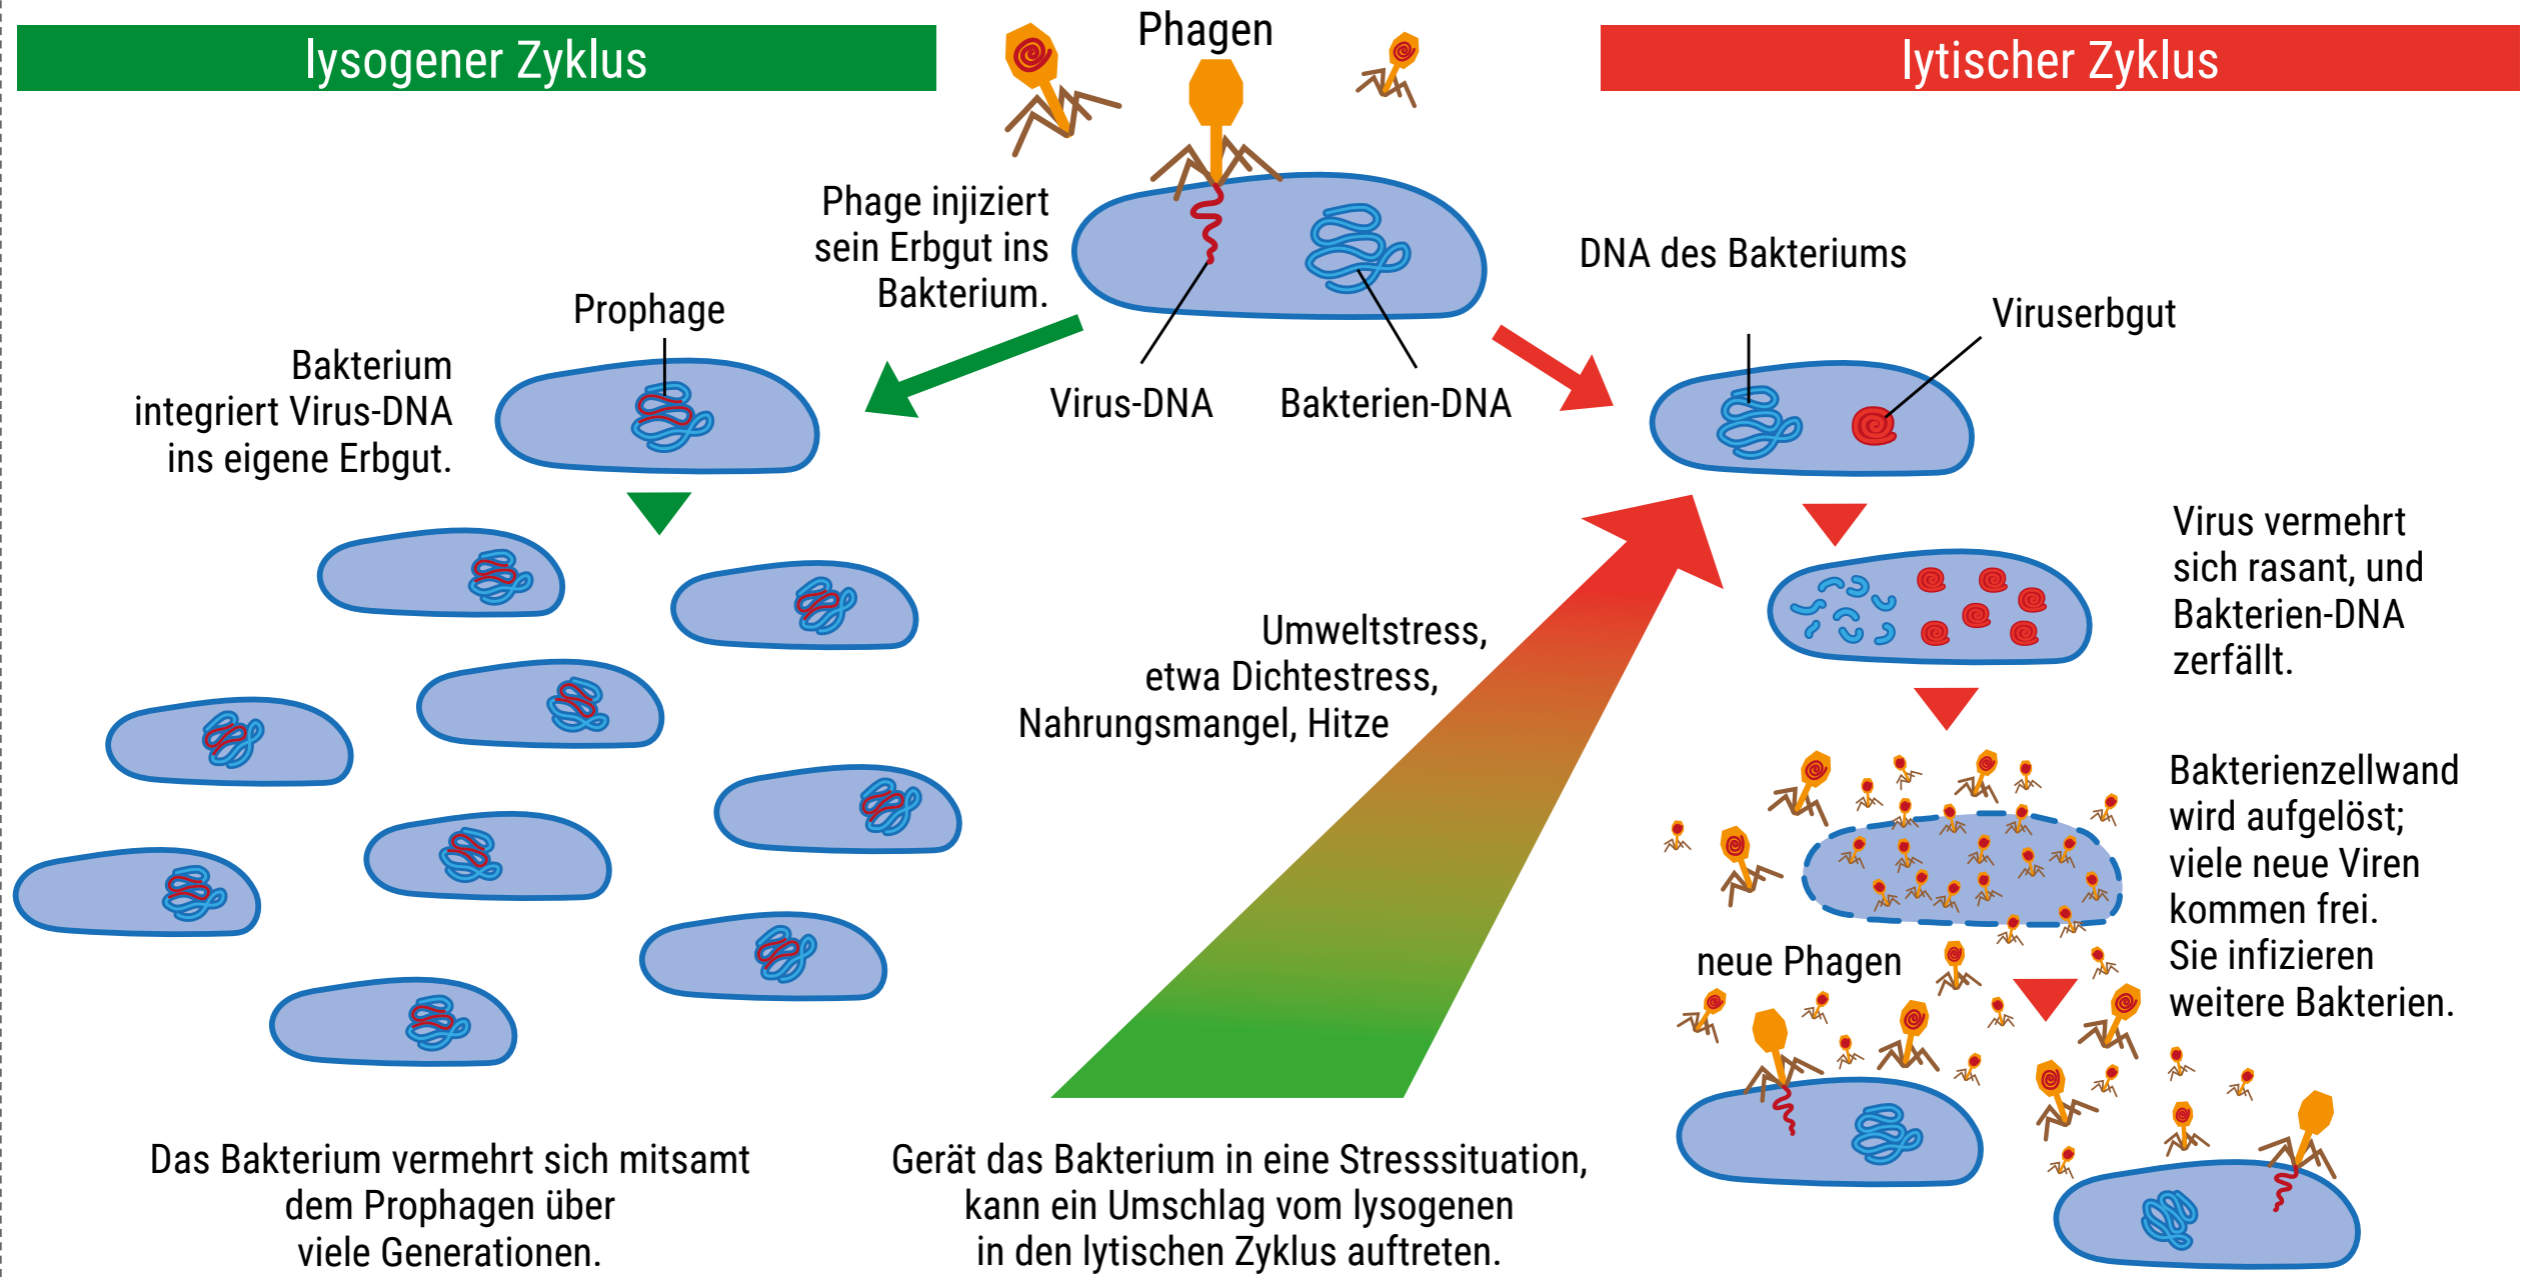 lysogener Zyklus
Phagen
lytischer Zyklus
Phage injiziert
sein Erbgut ins
Bakterium.
DNA des Bakteriums
Viruserbgut
Prophage
Bakterium
integriert Virus-DNA
ins eigene Erbgut.
Virus-DNA
Bakterien-DNA
Virus vermehrt
sich rasant, und
Bakterien-DNA
zerfällt.
Umweltstress,
etwa Dichtestress,
Nahrungsmangel, Hitze
Bakterienzellwand
wird aufgelöst;
viele neue Viren
kommen frei.
Sie infizieren
weitere Bakterien.
neue Phagen
Das Bakterium vermehrt sich mitsamt
dem Prophagen über
viele Generationen.
Gerät das Bakterium in eine Stresssituation,
kann ein Umschlag vom lysogenen
in den lytischen Zyklus auftreten.